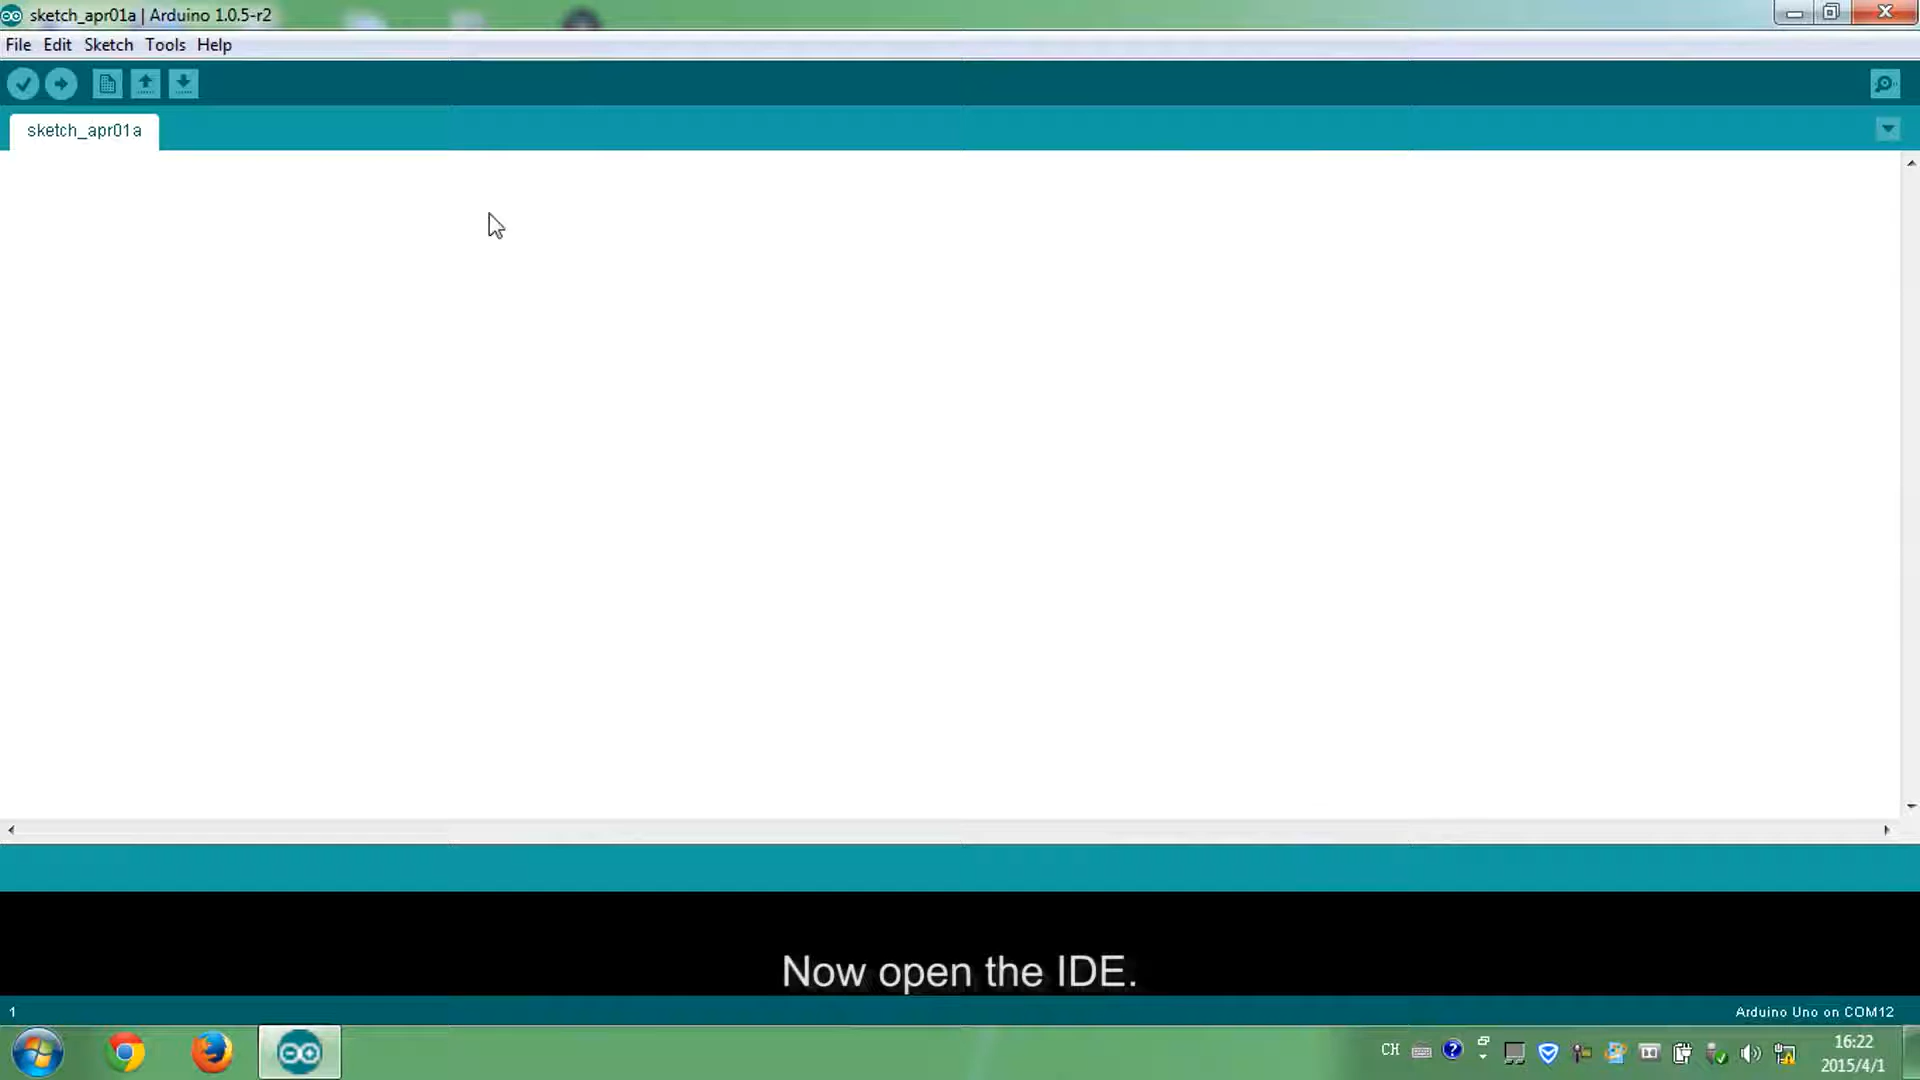 sketch_apr01a | Arduino 1.0.5-r2
File Edit Sketch Tools Help
sketch_apr01a
Now open the IDE.
1
Arduino Uno on COM12
CH
16:22
2015/4/1